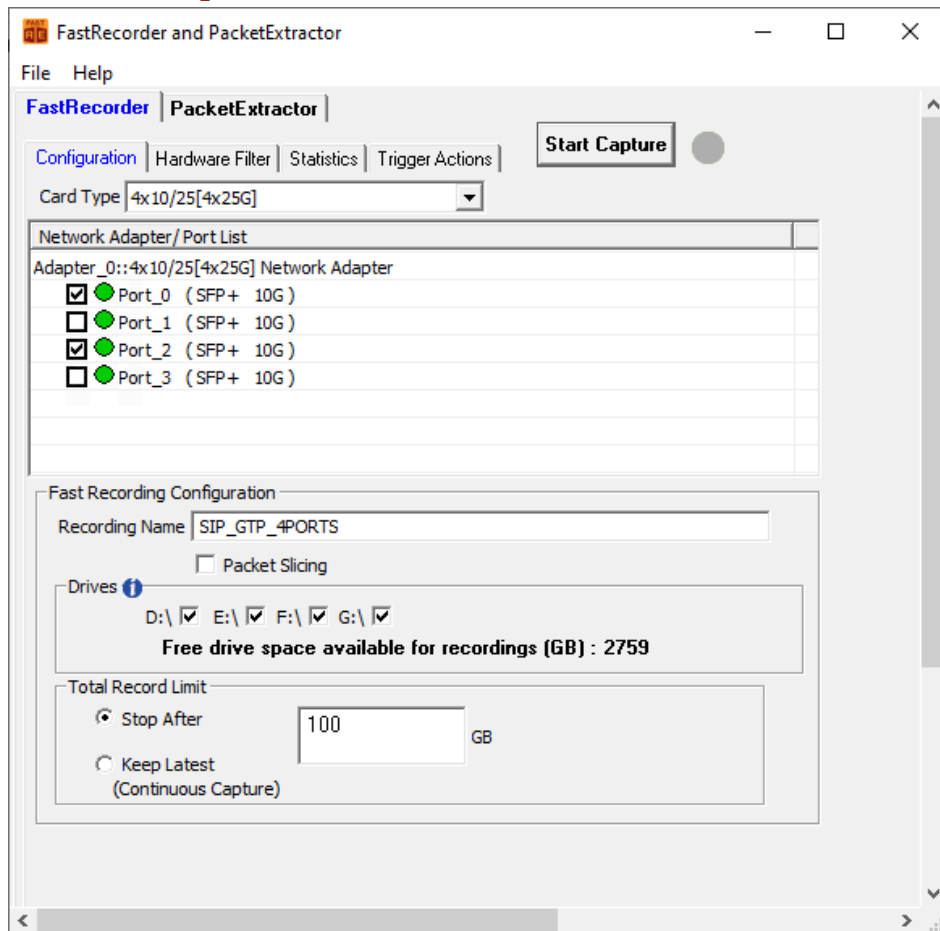 FastRecorder and PacketExtractor
File Help
FastRecorder PacketExtractor
Start Capture
Configuration Hardware Filter Statistics Trigger Actions
Card Type 4x10/25[4x25G]
Network Adapter/ Port List
Adapter_0::4x10/25[4x25G] Network Adapter
Port_0 ( SFP+ 10G )
Port_1 ( SFP+ 10G )
Port_2 ( SFP+ 10G )
Port_3 ( SFP+ 10G )
Fast Recording Configuration
Recording Name SIP_GTP_4PORTS
Packet Slicing
Drives i
D:\ E:\ F:\ G:\
Free drive space available for recordings (GB) : 2759
Total Record Limit
Stop After 100 GB
Keep Latest
(Continuous Capture)